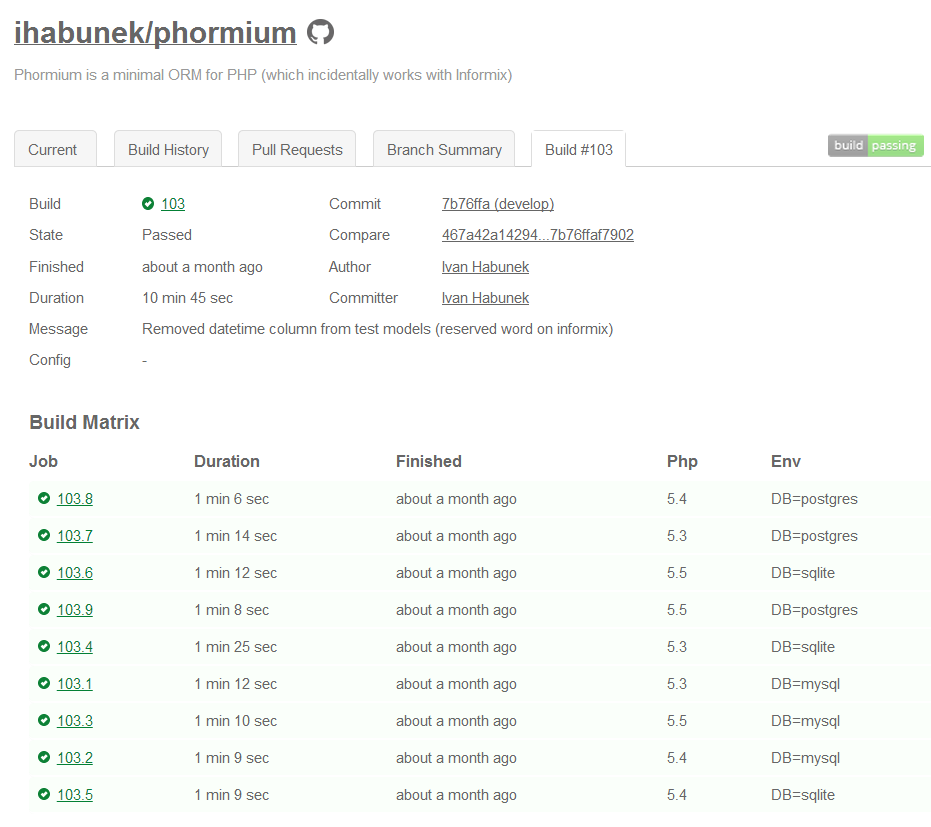 ihabunek/phormium
Phormium is a minimal ORM for PHP (which incidentally works with Informix)
Current Build History Pull Requests Branch Summary Build #103 build passing
Build 103 Commit 7b76ffa (develop)
State Passed Compare 467a42a14294...7b76ffaf7902
Finished about a month ago Author Ivan Habunek
Duration 10 min 45 sec Committer Ivan Habunek
Message Removed datetime column from test models (reserved word on informix)
Config -
Build Matrix
Job Duration Finished Php Env
103.8 1 min 6 sec about a month ago 5.4 DB=postgres
103.7 1 min 14 sec about a month ago 5.3 DB=postgres
103.6 1 min 12 sec about a month ago 5.5 DB=sqlite
103.9 1 min 8 sec about a month ago 5.5 DB=postgres
103.4 1 min 25 sec about a month ago 5.3 DB=sqlite
103.1 1 min 12 sec about a month ago 5.3 DB=mysql
103.3 1 min 10 sec about a month ago 5.5 DB=mysql
103.2 1 min 9 sec about a month ago 5.4 DB=mysql
103.5 1 min 9 sec about a month ago 5.4 DB=sqlite